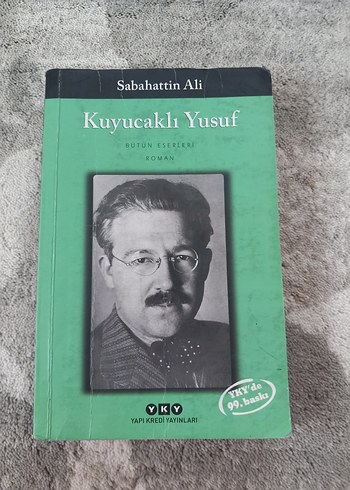 Sabahattin Ali
Kuyucaklı Yusuf
BÜTÜN ESERLERİ
ROMAN
YKY'de
99. baskı
YKY
YAPI KREDİ YAYINLARI